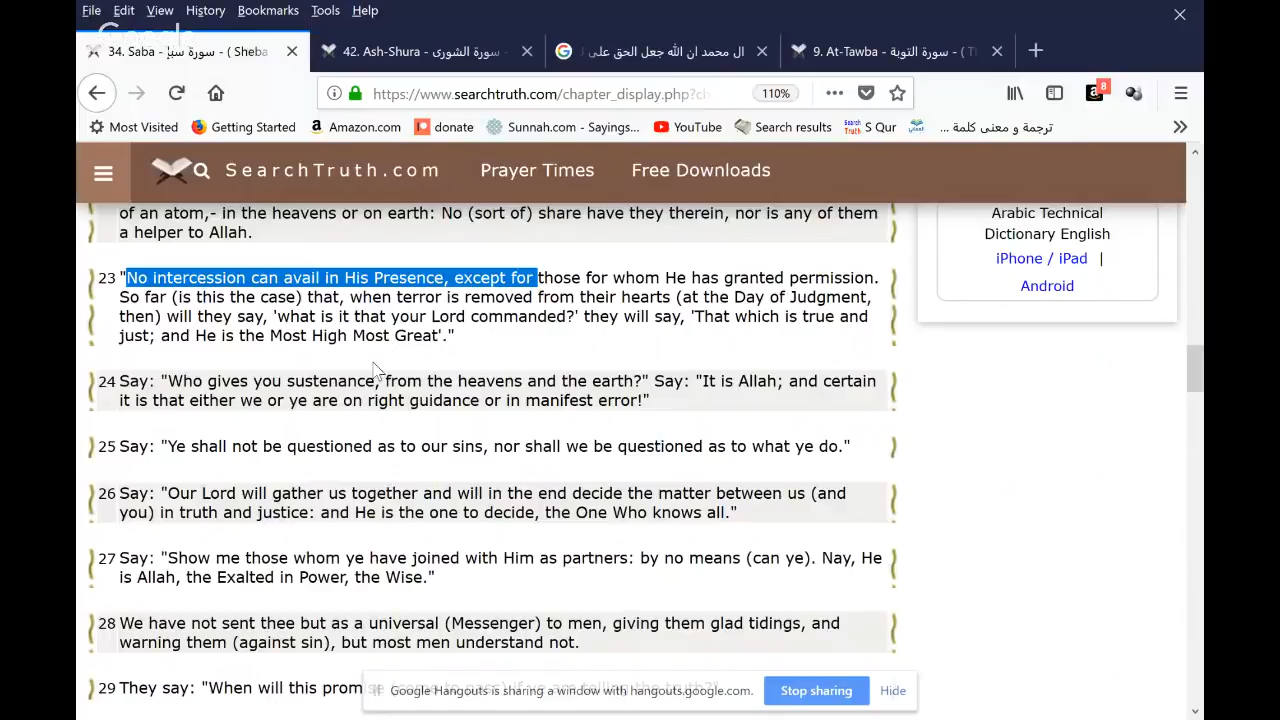 File Edit View History Bookmarks Tools Help
Google
34. Saba - سورة سبإ - ( Sheba
42. Ash-Shura - سورة الشورى -
ال محمد ان الله جعل الحق على ا
9. At-Tawba - سورة التوبة - ( T
https://www.searchtruth.com/chapter_display.php?ch 110% 8
Most Visited Getting Started Amazon.com donate Sunnah.com - Sayings,... YouTube Search results Search Truth S Qur ترجمة و معنى كلمة ...
SearchTruth.com Prayer Times Free Downloads
of an atom,- in the heavens or on earth: No (sort of) share have they therein, nor is any of them
a helper to Allah.
23 "No intercession can avail in His Presence, except for those for whom He has granted permission.
So far (is this the case) that, when terror is removed from their hearts (at the Day of Judgment,
then) will they say, 'what is it that your Lord commanded?' they will say, 'That which is true and
just; and He is the Most High Most Great'."
24 Say: "Who gives you sustenance, from the heavens and the earth?" Say: "It is Allah; and certain
it is that either we or ye are on right guidance or in manifest error!"
25 Say: "Ye shall not be questioned as to our sins, nor shall we be questioned as to what ye do."
26 Say: "Our Lord will gather us together and will in the end decide the matter between us (and
you) in truth and justice: and He is the one to decide, the One Who knows all."
27 Say: "Show me those whom ye have joined with Him as partners: by no means (can ye). Nay, He
is Allah, the Exalted in Power, the Wise."
28 We have not sent thee but as a universal (Messenger) to men, giving them glad tidings, and
warning them (against sin), but most men understand not.
29 They say: "When will this promise (come to pass) if ye are telling the truth?"
Arabic Technical
Dictionary English
iPhone / iPad |
Android
Google Hangouts is sharing a window with hangouts.google.com. Stop sharing Hide